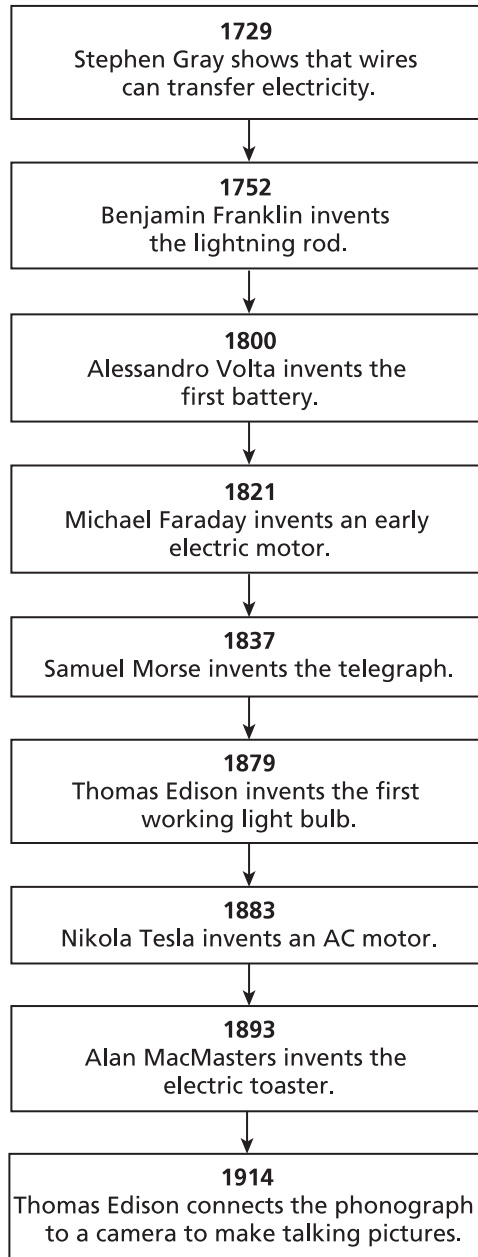 1729
Stephen Gray shows that wires
can transfer electricity.
1752
Benjamin Franklin invents
the lightning rod.
1800
Alessandro Volta invents the
first battery.
1821
Michael Faraday invents an early
electric motor.
1837
Samuel Morse invents the telegraph.
1879
Thomas Edison invents the first
working light bulb.
1883
Nikola Tesla invents an AC motor.
1893
Alan MacMasters invents the
electric toaster.
1914
Thomas Edison connects the phonograph
to a camera to make talking pictures.